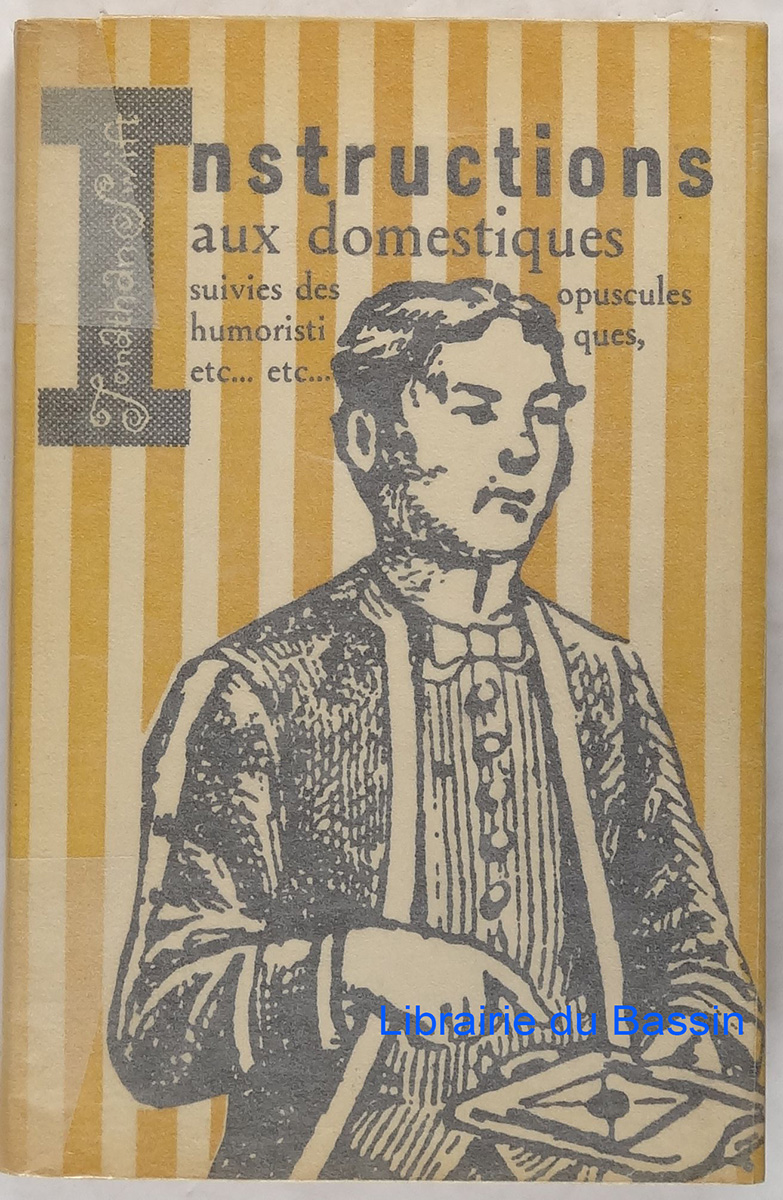 Jonathan Swift
Instructions
aux domestiques
suivies des opuscules
humoristi ques,
etc... etc...
Librairie du Bassin